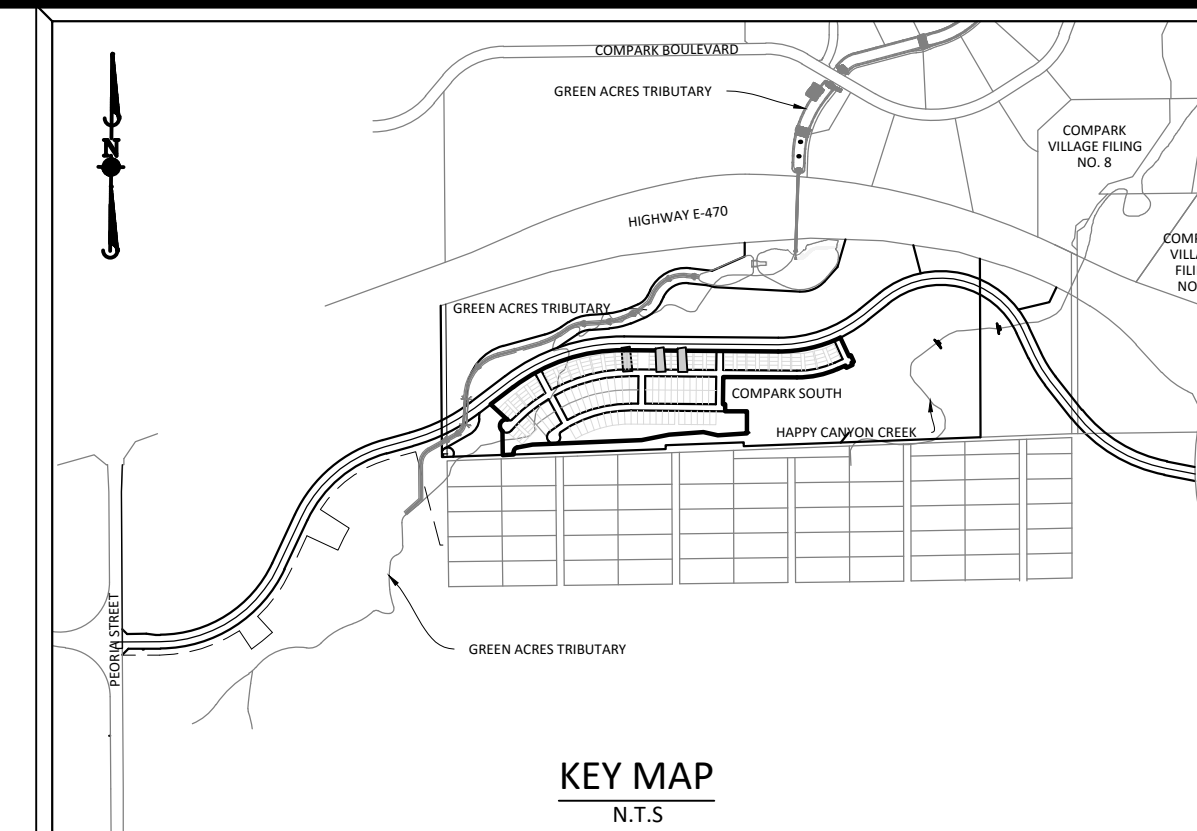 COMPARK BOULEVARD
GREEN ACRES TRIBUTARY
N
COMPARK
VILLAGE FILING
NO. 8
HIGHWAY E-470
GREEN ACRES TRIBUTARY
COMPARK SOUTH
HAPPY CANYON CREEK
PEORIA STREET
GREEN ACRES TRIBUTARY
KEY MAP
N.T.S